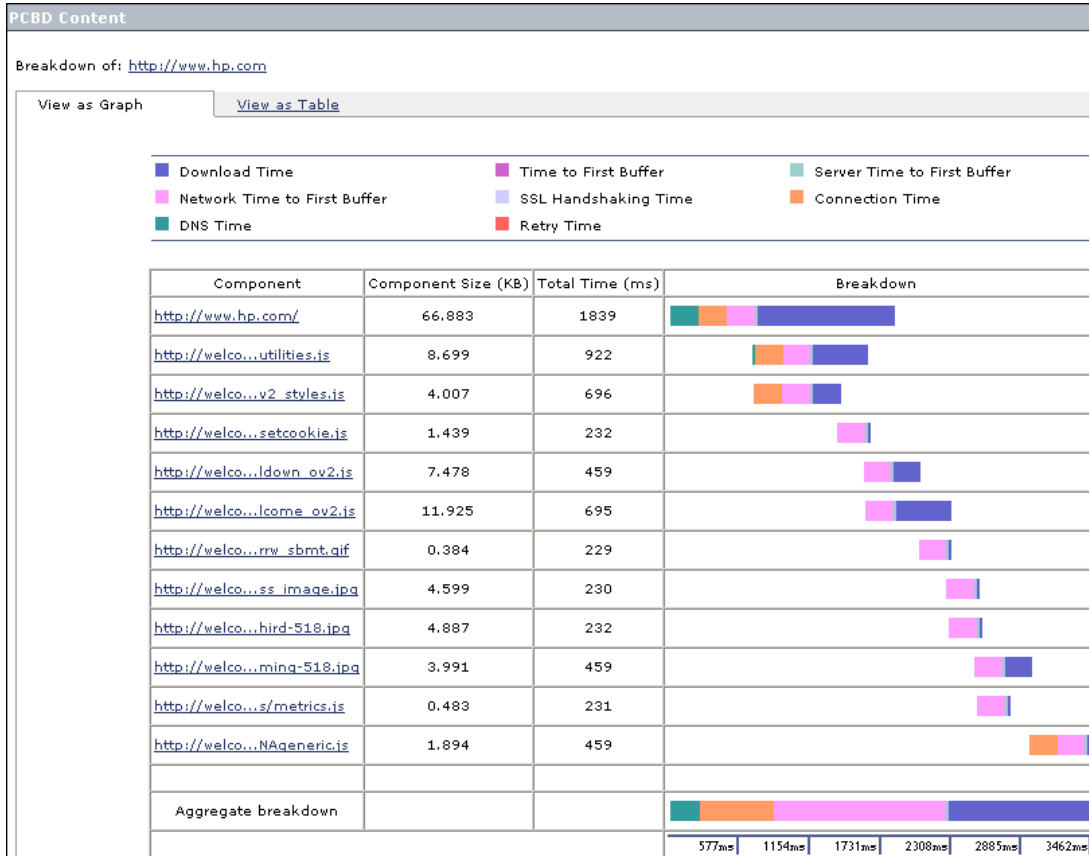 PCBD Content
Breakdown of: http://www.hp.com
View as Graph View as Table
Download Time Time to First Buffer Server Time to First Buffer
Network Time to First Buffer SSL Handshaking Time Connection Time
DNS Time Retry Time
Component Component Size (KB) Total Time (ms) Breakdown
http://www.hp.com/ 66.883 1839
http://welco...utilities.js 8.699 922
http://welco...v2_styles.js 4.007 696
http://welco...setcookie.js 1.439 232
http://welco...ldown_ov2.js 7.478 459
http://welco...lcome_ov2.js 11.925 695
http://welco...rrw_sbmt.gif 0.384 229
http://welco...ss_image.jpg 4.599 230
http://welco...hird-518.jpg 4.887 232
http://welco...ming-518.jpg 3.991 459
http://welco...s/metrics.js 0.483 231
http://welco...NAgeneric.js 1.894 459
Aggregate breakdown
577ms 1154ms 1731ms 2308ms 2885ms 3462ms